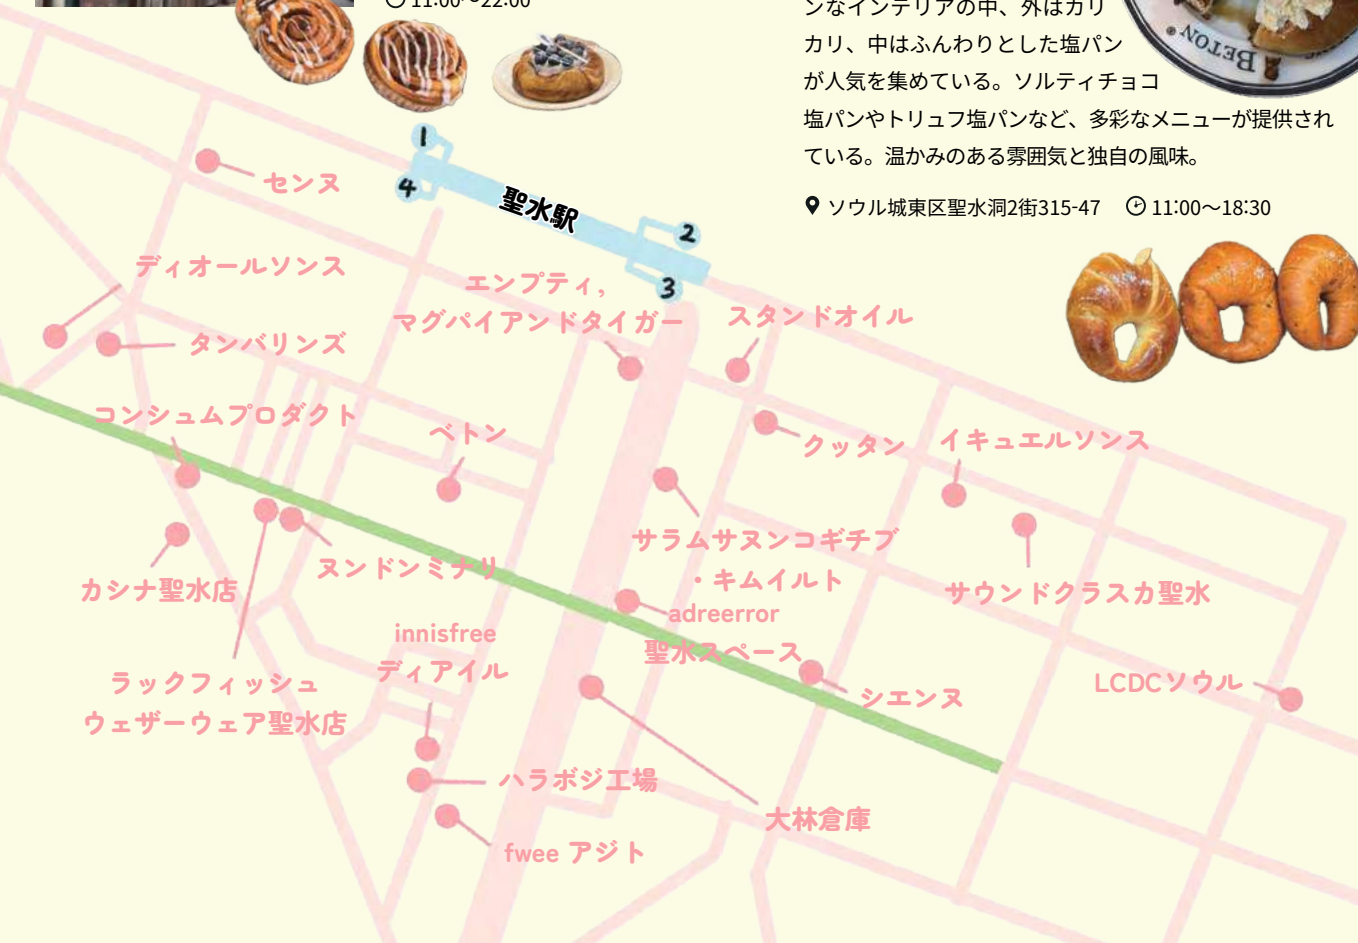 11:00〜22:00
ンなインテリアの中、外はカリ
カリ、中はふんわりとした塩パン
が人気を集めている。ソルティチョコ
塩パンやトリュフ塩パンなど、多彩なメニューが提供され
ている。温かみのある雰囲気と独自の風味。
ソウル城東区聖水洞2街315-47 11:00〜18:30
BETON
1
4
聖水駅
2
3
センヌ
ディオールソンス
エンプティ,
マグパイアンドタイガー
スタンドオイル
タンバリンズ
コンシュムプロダクト
ベトン
クッタン
イキュエルソンス
サラムサヌンコギチプ
・キムイルト
ヌンドンミナリ
カシナ聖水店
サウンドクラスカ聖水
adreerror
聖水スペース
innisfree
ディアイル
ラックフィッシュ
ウェザーウェア聖水店
シエンヌ
LCDCソウル
ハラボジ工場
大林倉庫
fwee アジト